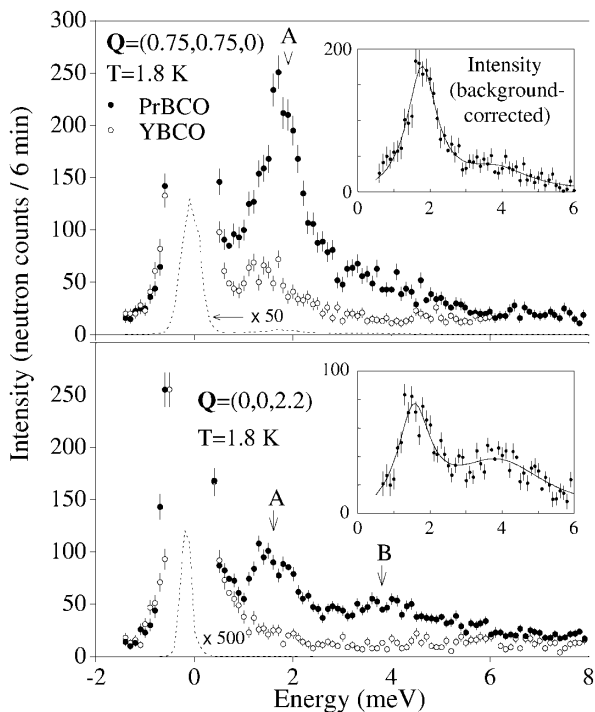 Intensity (neutron counts / 6 min)
300
250
200
150
100
50
0
Q=(0.75,0.75,0)
T=1.8 K
PrBCO
YBCO
A
x 50
200
0
Intensity
(background-
corrected)
0 2 4 6
250
200
150
100
50
0
Q=(0,0,2.2)
T=1.8 K
A
B
x 500
100
0
0 2 4 6
-2 0 2 4 6 8
Energy (meV)